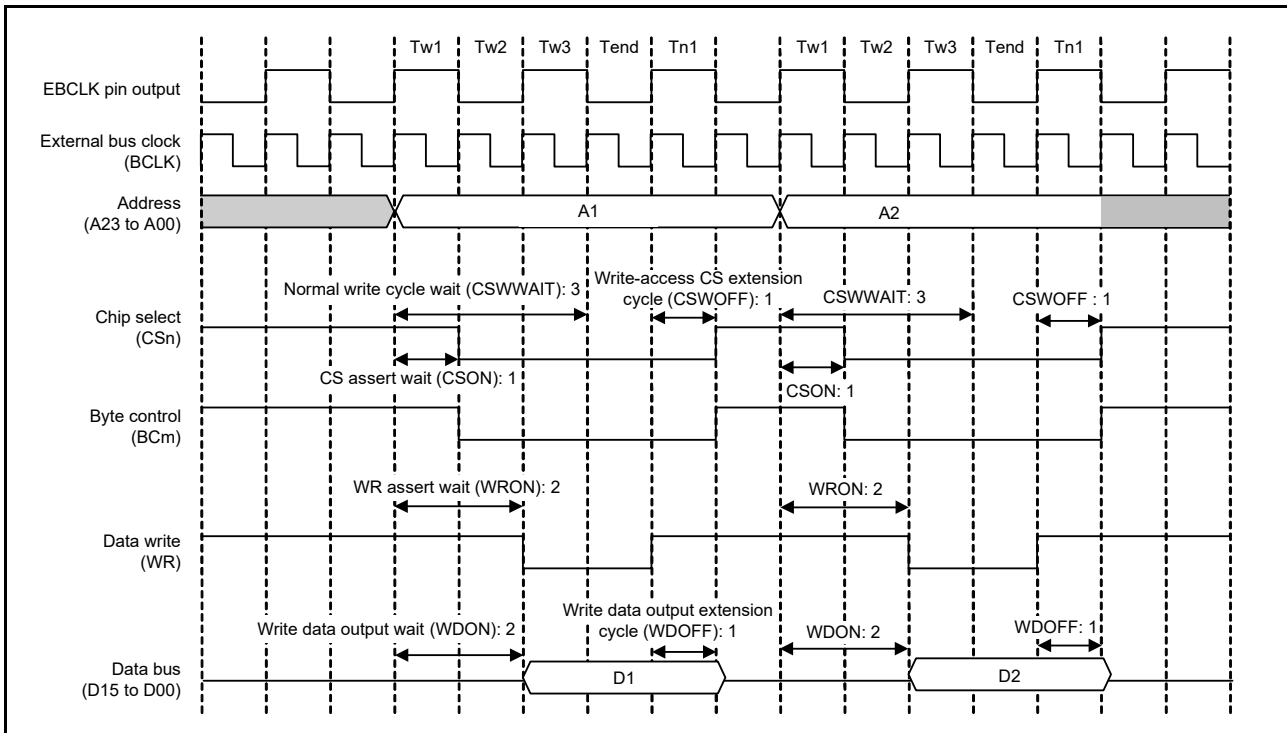 Tw1 Tw2 Tw3 Tend Tn1 Tw1 Tw2 Tw3 Tend Tn1
EBCLK pin output
External bus clock
(BCLK)
Address
(A23 to A00)
A1 A2
Normal write cycle wait (CSWWAIT): 3
Write-access CS extension
cycle (CSWOFF): 1
CSWWAIT: 3
CSWOFF : 1
Chip select
(CSn)
CS assert wait (CSON): 1
CSON: 1
Byte control
(BCm)
WR assert wait (WRON): 2
WRON: 2
Data write
(WR)
Write data output wait (WDON): 2
Write data output extension
cycle (WDOFF): 1
WDON: 2
WDOFF: 1
Data bus
(D15 to D00)
D1 D2